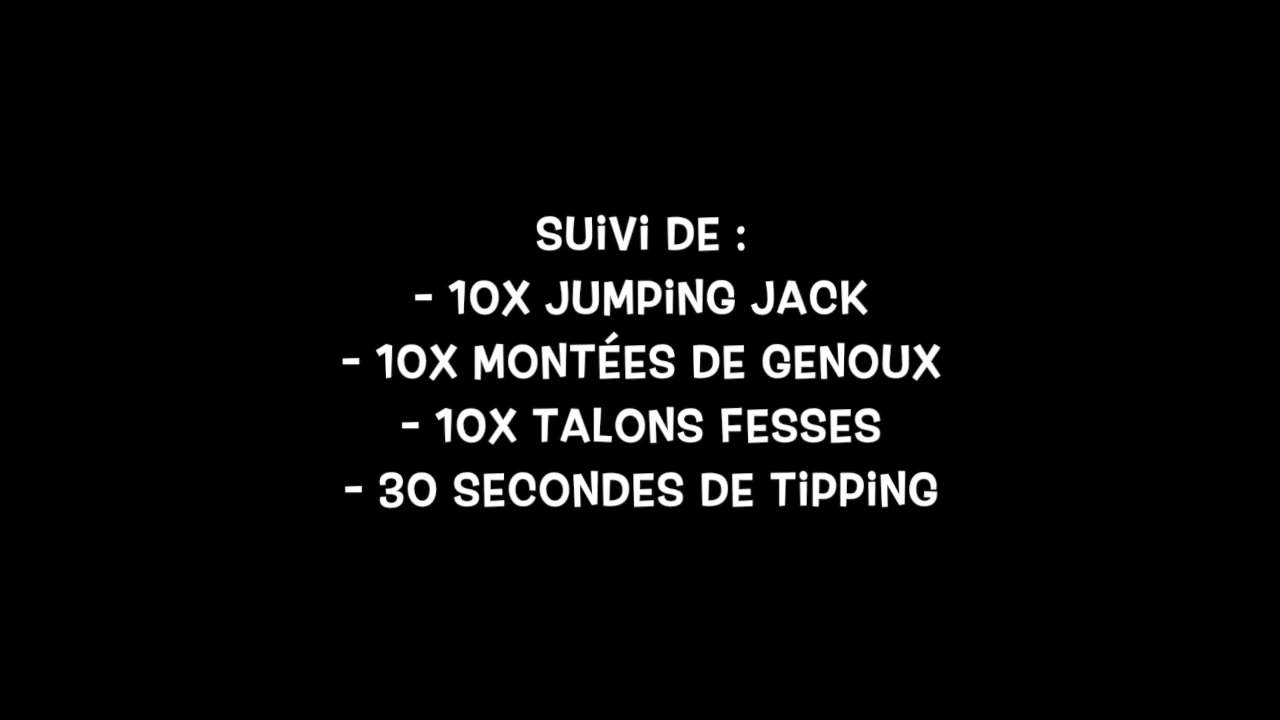 SUIVI DE :
- 10X JUMPING JACK
- 10X MONTÉES DE GENOUX
- 10X TALONS FESSES
- 30 SECONDES DE TIPPING